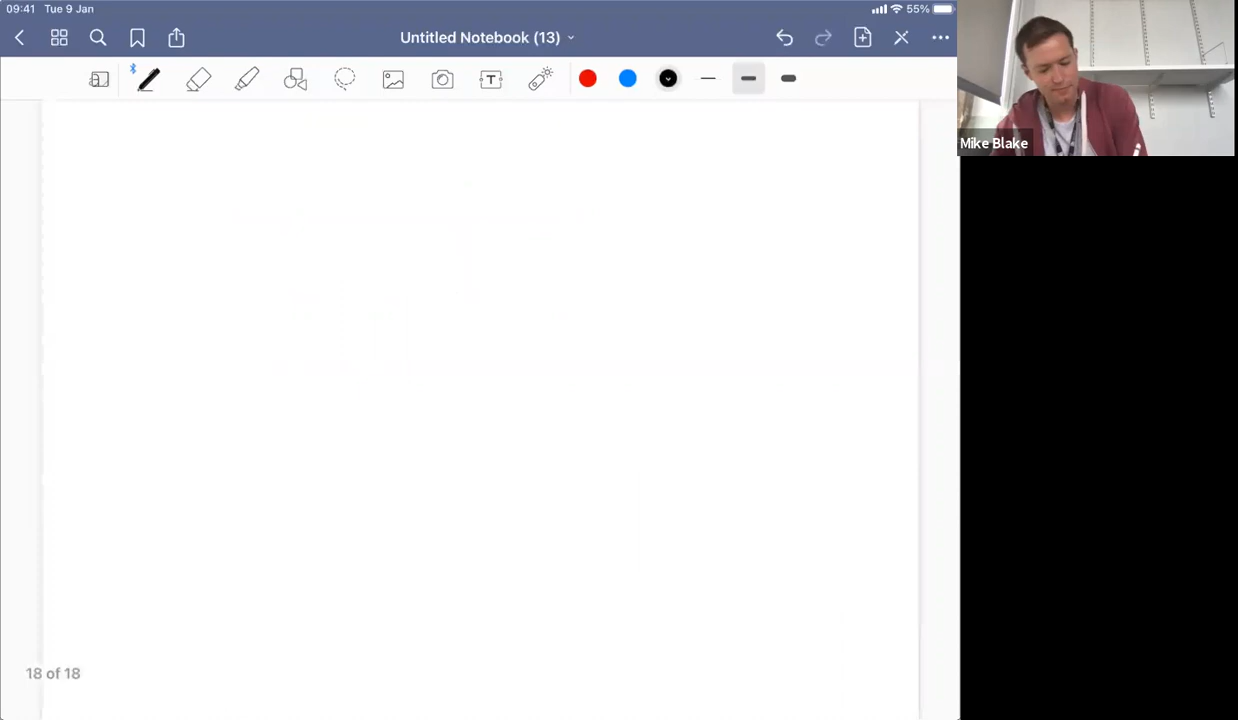 09:41 Tue 9 Jan
55%
Untitled Notebook (13)
T
Mike Blake
18 of 18